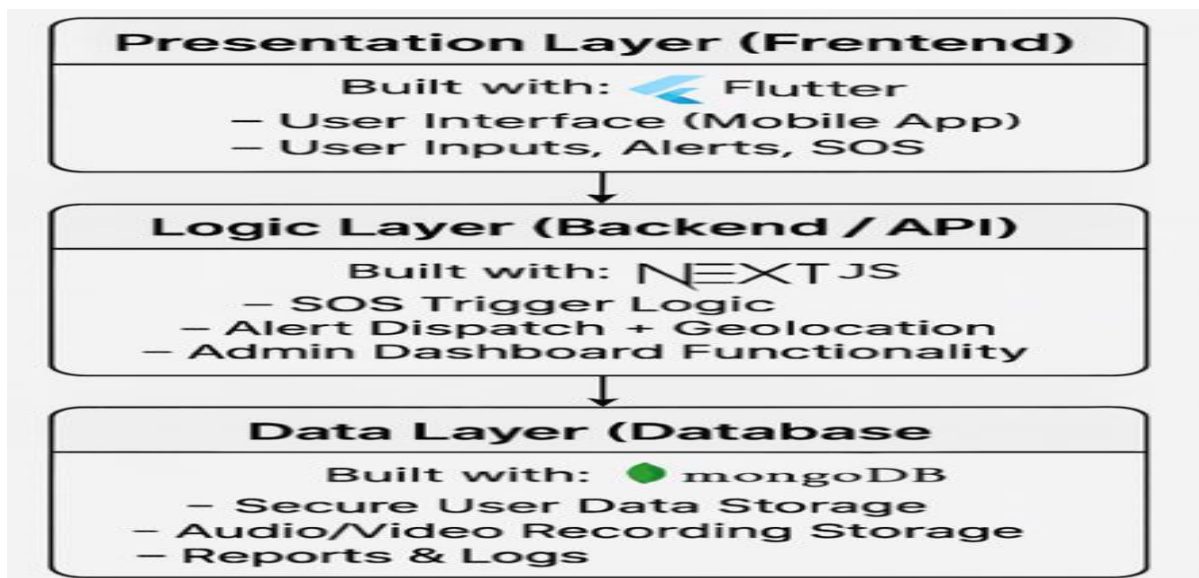 Presentation Layer (Frentend)
Built with: Flutter
– User Interface (Mobile App)
– User Inputs, Alerts, SOS
Logic Layer (Backend / API)
Built with: NEXT JS
– SOS Trigger Logic
– Alert Dispatch + Geolocation
– Admin Dashboard Functionality
Data Layer (Database
Built with: mongoDB
– Secure User Data Storage
– Audio/Video Recording Storage
– Reports & Logs